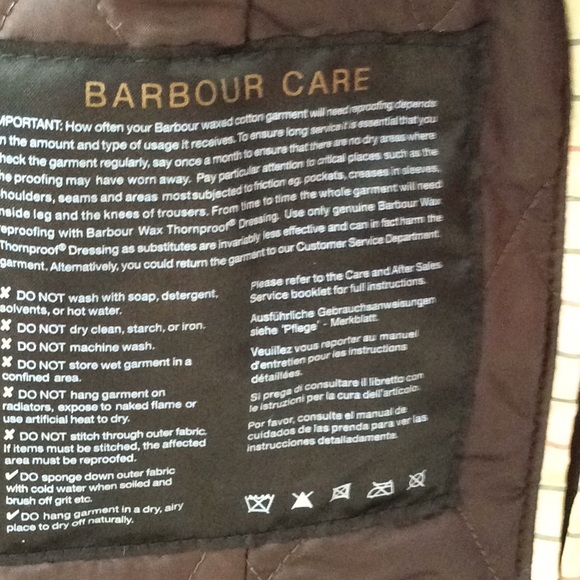 BARBOUR CARE
MPORTANT: How often your Barbour waxed cotton garment will need reproofing depends
n the amount and type of usage it receives. To ensure long service it is essential that you
heck the garment regularly, say once a month to ensure that there are no dry areas where
he proofing may have worn away. Pay particular attention to critical places such as the
houlders, seams and areas most subjected to friction eg. pockets, creases in sleeves,
nside leg and the knees of trousers. From time to time the whole garment will need
eproofing with Barbour Wax Thornproof® Dressing. Use only genuine Barbour Wax
Thornproof® Dressing as substitutes are invariably less effective and can in fact harm the
garment. Alternatively, you could return the garment to our Customer Service Department.
✘ DO NOT wash with soap, detergent,
solvents, or hot water.
✘ DO NOT dry clean, starch, or iron.
✘ DO NOT machine wash.
✘ DO NOT store wet garment in a
confined area.
✘ DO NOT hang garment on
radiators, expose to naked flame or
use artificial heat to dry.
✘ DO NOT stitch through outer fabric.
If items must be stitched, the affected
area must be reproofed.
✔ DO sponge down outer fabric
with cold water when soiled and
brush off grit etc.
✔ DO hang garment in a dry, airy
place to dry off naturally.
Please refer to the Care and After Sales
Service booklet for full instructions.
Ausführliche Gebrauchsanweisungen
siehe "Pflege" - Merkblatt.
Veuillez vous reporter au manuel
d'entretien pour les instructions
détaillées.
Si prega di consultare il libretto con
le istruzioni per la cura dell'articolo.
Por favor, consulte el manual de
cuidados de las prenda para ver las
instrucciones detalladamente.